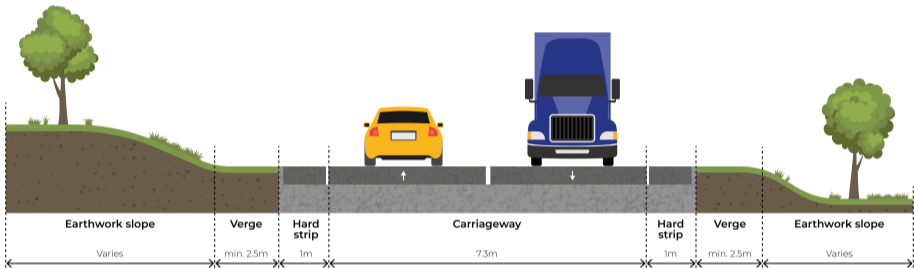 Earthwork slope
Verge
Hard
strip
Carriageway
Hard
strip
Verge
Earthwork slope
Varies
min. 2.5m
1m
7.3m
1m
min. 2.5m
Varies